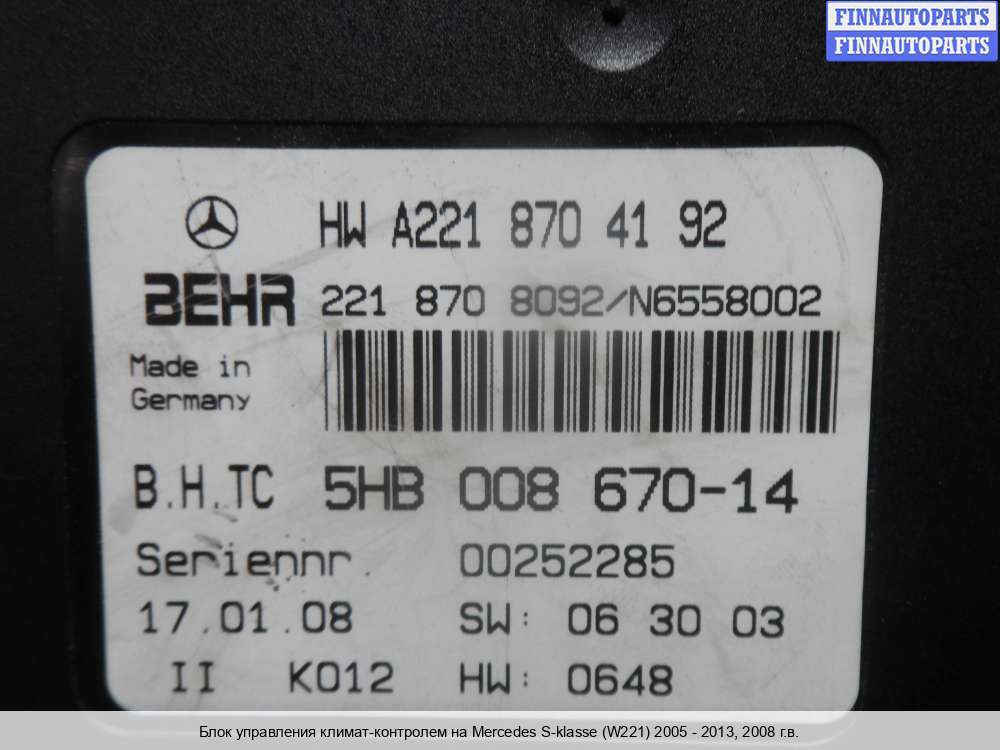 FINNAUTOPARTS
FINNAUTOPARTS
HW A221 870 41 92
BEHR 221 870 8092/N6558002
Made in
Germany
B.H.TC 5HB 008 670-14
Seriennr. 00252285
17.01.08 SW: 06 30 03
II K012 HW: 0648
Блок управления климат-контролем на Mercedes S-klasse (W221) 2005 - 2013, 2008 г.в.